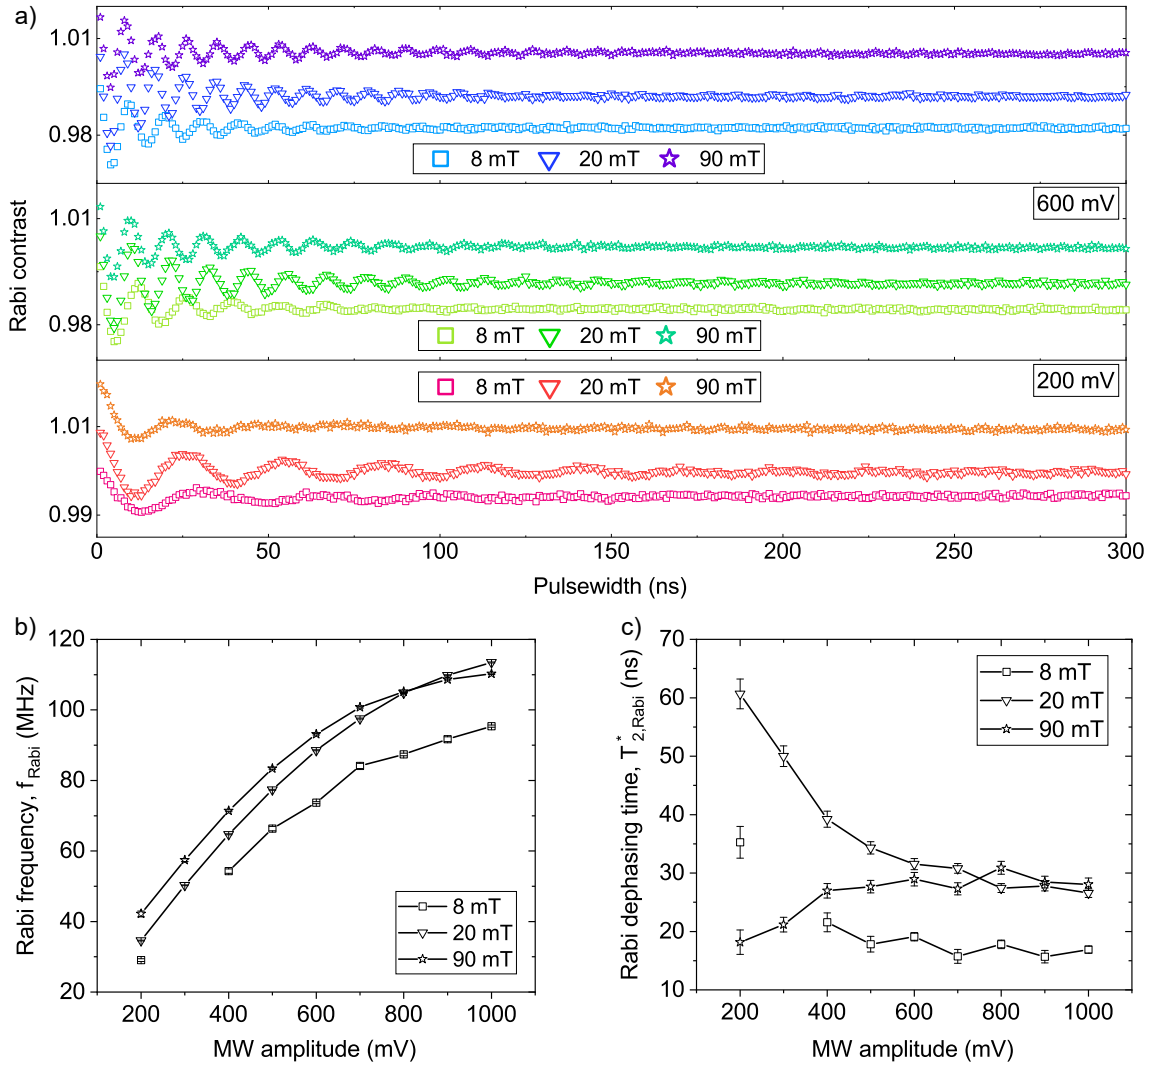 a)
1.01
0.98
8 mT 20 mT 90 mT
600 mV
1.01
0.98
8 mT 20 mT 90 mT
Rabi contrast
8 mT 20 mT 90 mT
200 mV
1.01
0.99
0 50 100 150 200 250 300
Pulsewidth (ns)
b)
120
100
80
60
40
20
Rabi frequency, f_Rabi (MHz)
8 mT
20 mT
90 mT
200 400 600 800 1000
MW amplitude (mV)
c)
70
60
50
40
30
20
10
Rabi dephasing time, T*2,Rabi (ns)
8 mT
20 mT
90 mT
200 400 600 800 1000
MW amplitude (mV)